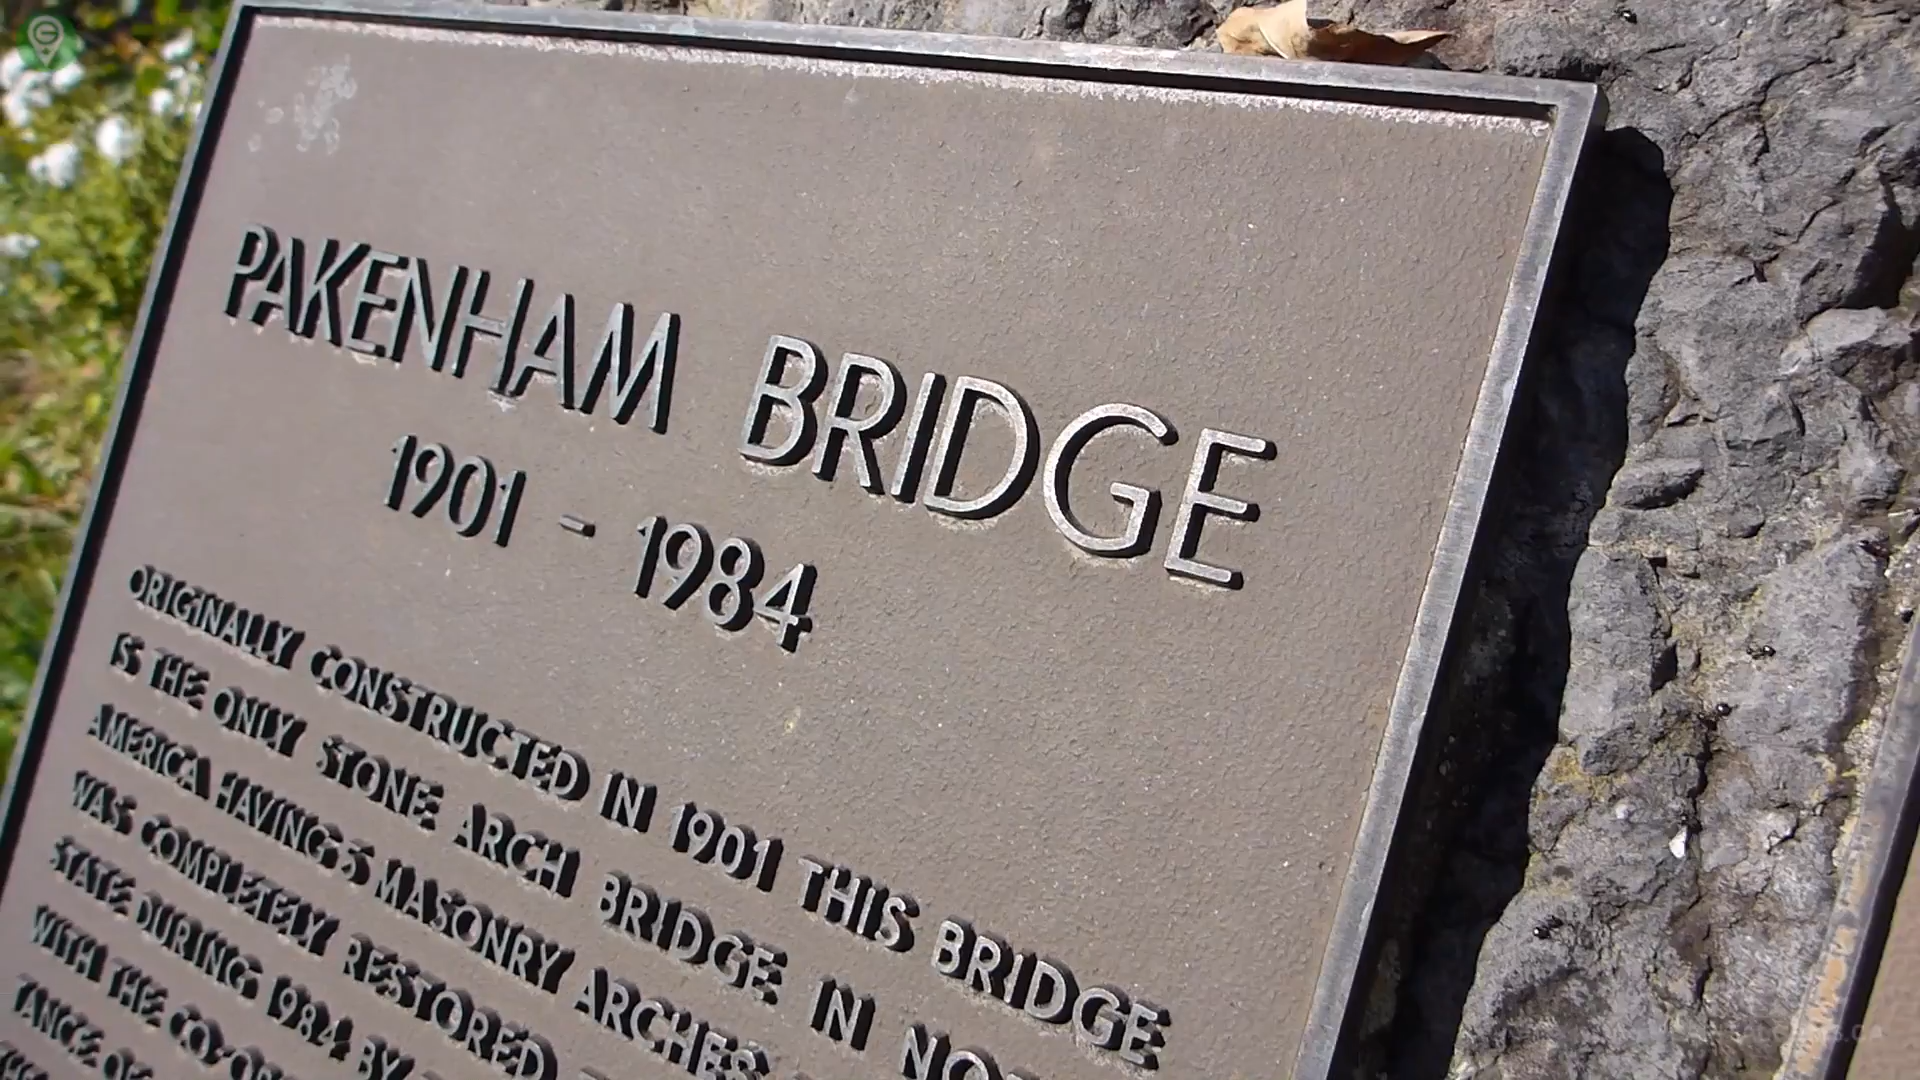 PAKENHAM BRIDGE
1901 - 1984
ORIGINALLY CONSTRUCTED IN 1901 THIS BRIDGE
IS THE ONLY STONE ARCH BRIDGE IN
AMERICA HAVING 5 MASONRY ARCHES
WAS COMPLETELY RESTORED
STATE DURING 1984 BY
WITH THE